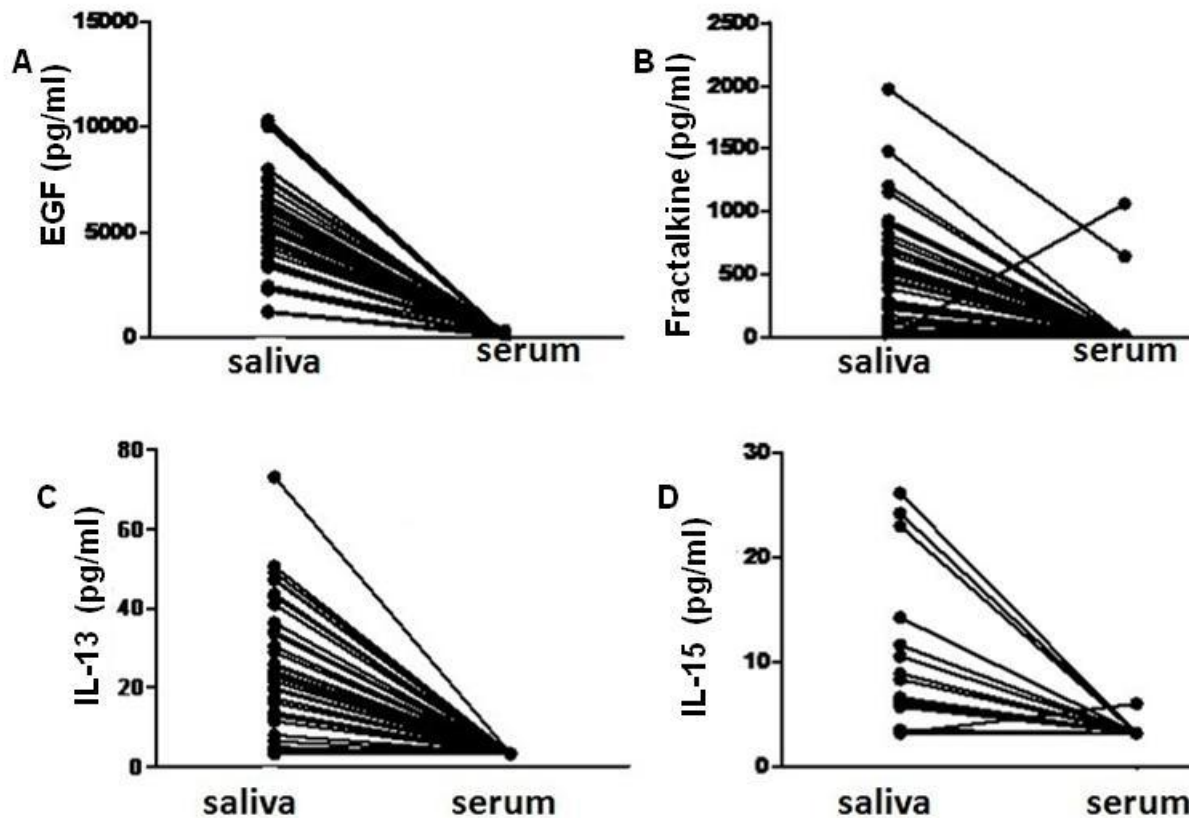 A
EGF (pg/ml)
15000
10000
5000
0
saliva
serum
B
Fractalkine (pg/ml)
2500
2000
1500
1000
500
0
saliva
serum
C
IL-13 (pg/ml)
80
60
40
20
0
saliva
serum
D
IL-15 (pg/ml)
30
20
10
0
saliva
serum